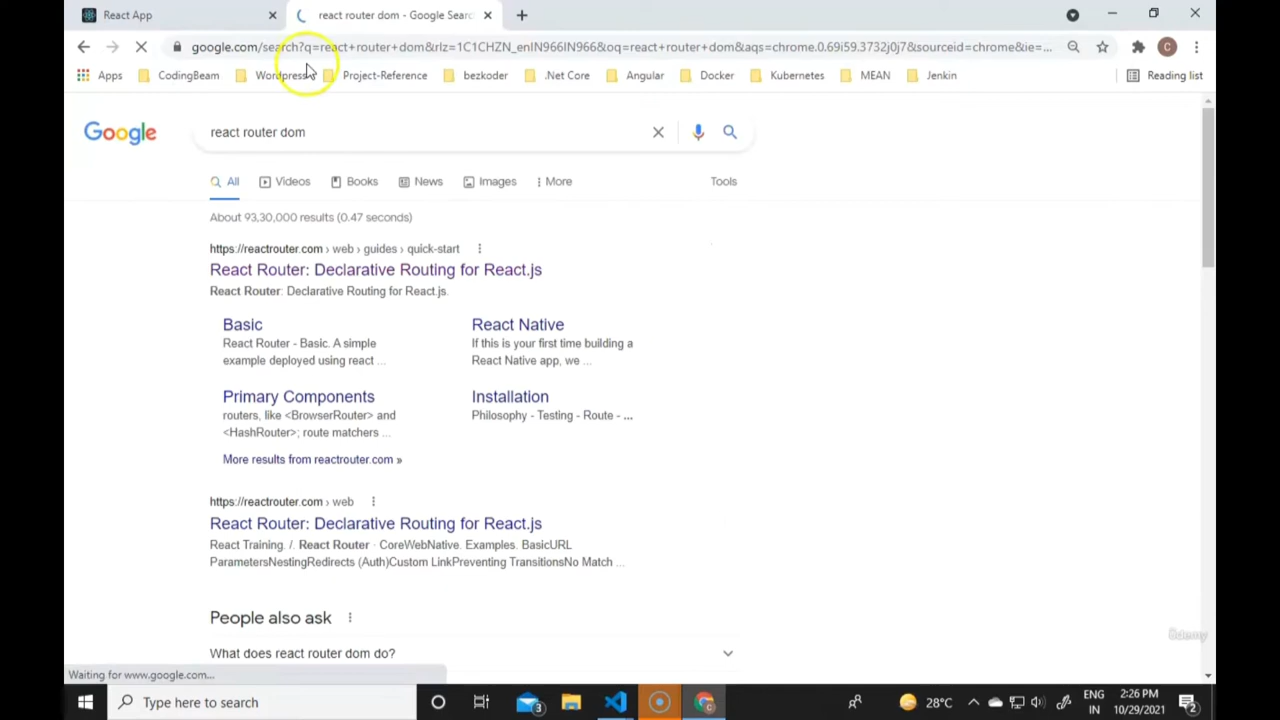 React App
react router dom - Google Searc
google.com/search?q=react+router+dom&rlz=1C1CHZN_enIN966IN966&oq=react+router+dom&aqs=chrome.0.69i59.3732j0j7&sourceid=chrome&ie=...
C
Apps CodingBeam Wordpress Project-Reference bezkoder .Net Core Angular Docker Kubernetes MEAN Jenkin Reading list
Google
react router dom
All Videos Books News Images More Tools
About 93,30,000 results (0.47 seconds)
https://reactrouter.com › web › guides › quick-start
React Router: Declarative Routing for React.js
React Router: Declarative Routing for React.js.
Basic
React Router - Basic. A simple
example deployed using react ...
React Native
If this is your first time building a
React Native app, we ...
Primary Components
routers, like <BrowserRouter> and
<HashRouter>; route matchers ...
Installation
Philosophy - Testing - Route - ...
More results from reactrouter.com »
https://reactrouter.com › web
React Router: Declarative Routing for React.js
React Training. /. React Router · CoreWebNative. Examples. BasicURL
ParametersNestingRedirects (Auth)Custom LinkPreventing TransitionsNo Match ...
People also ask
What does react router dom do?
ûdemy
Waiting for www.google.com...
Type here to search
3
C
28°C
ENG
IN
2:26 PM
10/29/2021
2